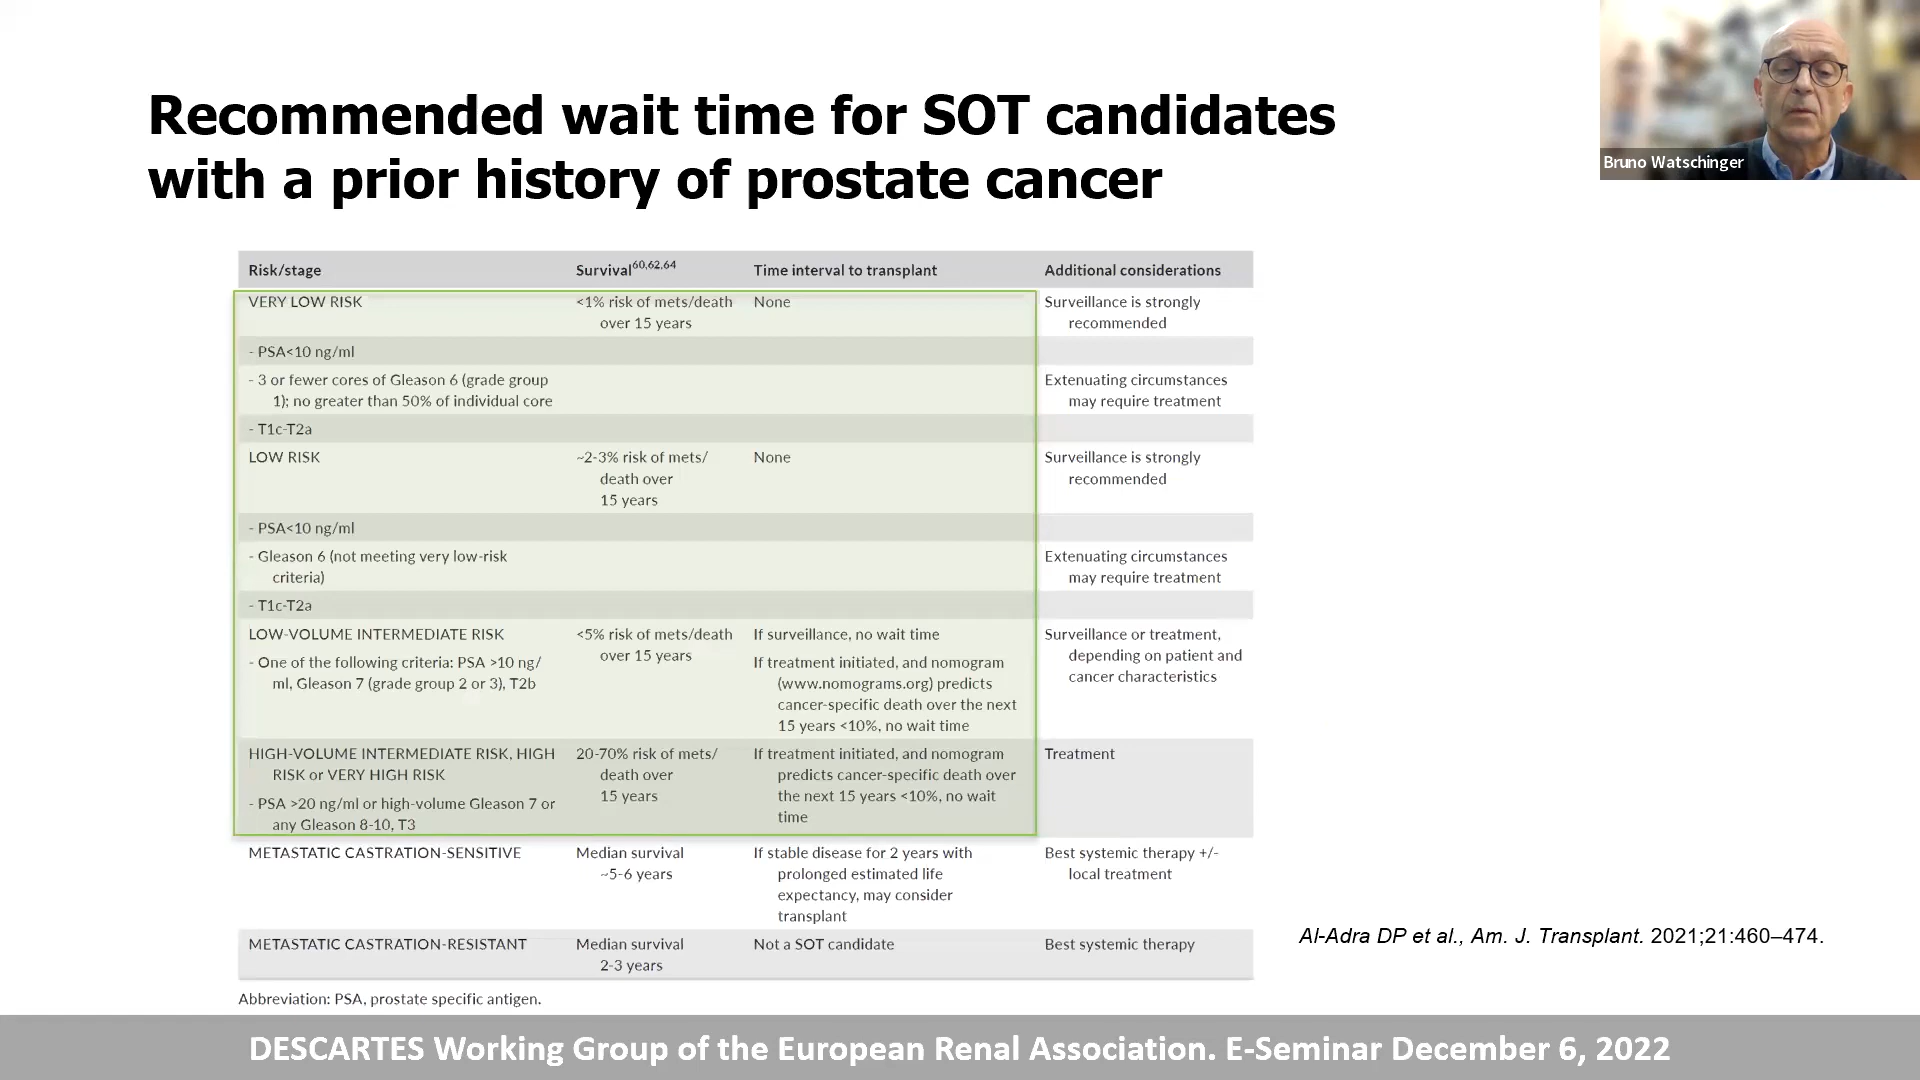 Recommended wait time for SOT candidates
with a prior history of prostate cancer
Bruno Watschinger
Risk/stage Survival60,62,64 Time interval to transplant Additional considerations
VERY LOW RISK <1% risk of mets/death None Surveillance is strongly
over 15 years recommended
- PSA<10 ng/ml
- 3 or fewer cores of Gleason 6 (grade group Extenuating circumstances
1); no greater than 50% of individual core may require treatment
- T1c-T2a
LOW RISK ~2-3% risk of mets/ None Surveillance is strongly
death over recommended
15 years
- PSA<10 ng/ml
- Gleason 6 (not meeting very low-risk Extenuating circumstances
criteria) may require treatment
- T1c-T2a
LOW-VOLUME INTERMEDIATE RISK <5% risk of mets/death If surveillance, no wait time Surveillance or treatment,
over 15 years depending on patient and
- One of the following criteria: PSA >10 ng/ If treatment initiated, and nomogram cancer characteristics
ml, Gleason 7 (grade group 2 or 3), T2b (www.nomograms.org) predicts
cancer-specific death over the next
15 years <10%, no wait time
HIGH-VOLUME INTERMEDIATE RISK, HIGH 20-70% risk of mets/ If treatment initiated, and nomogram Treatment
RISK or VERY HIGH RISK death over predicts cancer-specific death over
- PSA >20 ng/ml or high-volume Gleason 7 or 15 years the next 15 years <10%, no wait
any Gleason 8-10, T3 time
METASTATIC CASTRATION-SENSITIVE Median survival If stable disease for 2 years with Best systemic therapy +/-
~5-6 years prolonged estimated life local treatment
expectancy, may consider
transplant
METASTATIC CASTRATION-RESISTANT Median survival Not a SOT candidate Best systemic therapy
2-3 years
Abbreviation: PSA, prostate specific antigen.
Al-Adra DP et al., Am. J. Transplant. 2021;21:460–474.
DESCARTES Working Group of the European Renal Association. E-Seminar December 6, 2022